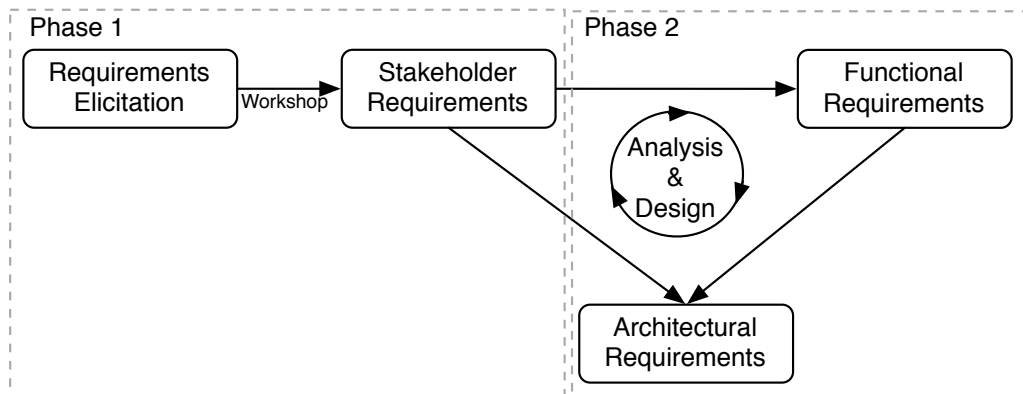 Phase 1
Requirements
Elicitation
Workshop
Stakeholder
Requirements
Phase 2
Functional
Requirements
Analysis
&
Design
Architectural
Requirements